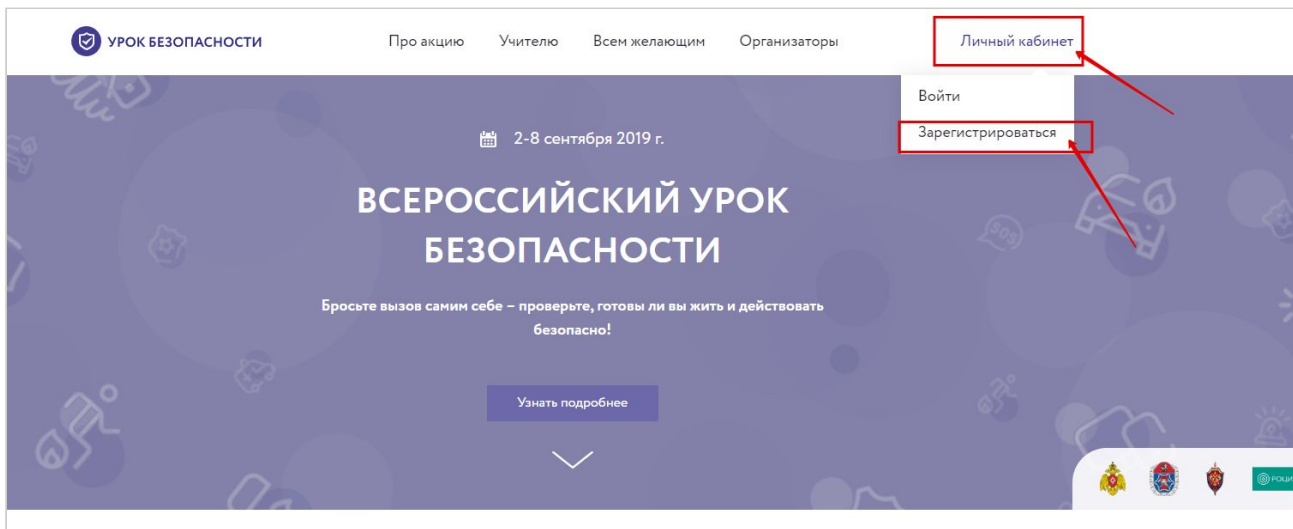 УРОК БЕЗОПАСНОСТИ
Про акцию
Учителю
Всем желающим
Организаторы
Личный кабинет
Войти
Зарегистрироваться
2-8 сентября 2019 г.
ВСЕРОССИЙСКИЙ УРОК
БЕЗОПАСНОСТИ
Бросьте вызов самим себе – проверьте, готовы ли вы жить и действовать
безопасно!
Узнать подробнее
SOS